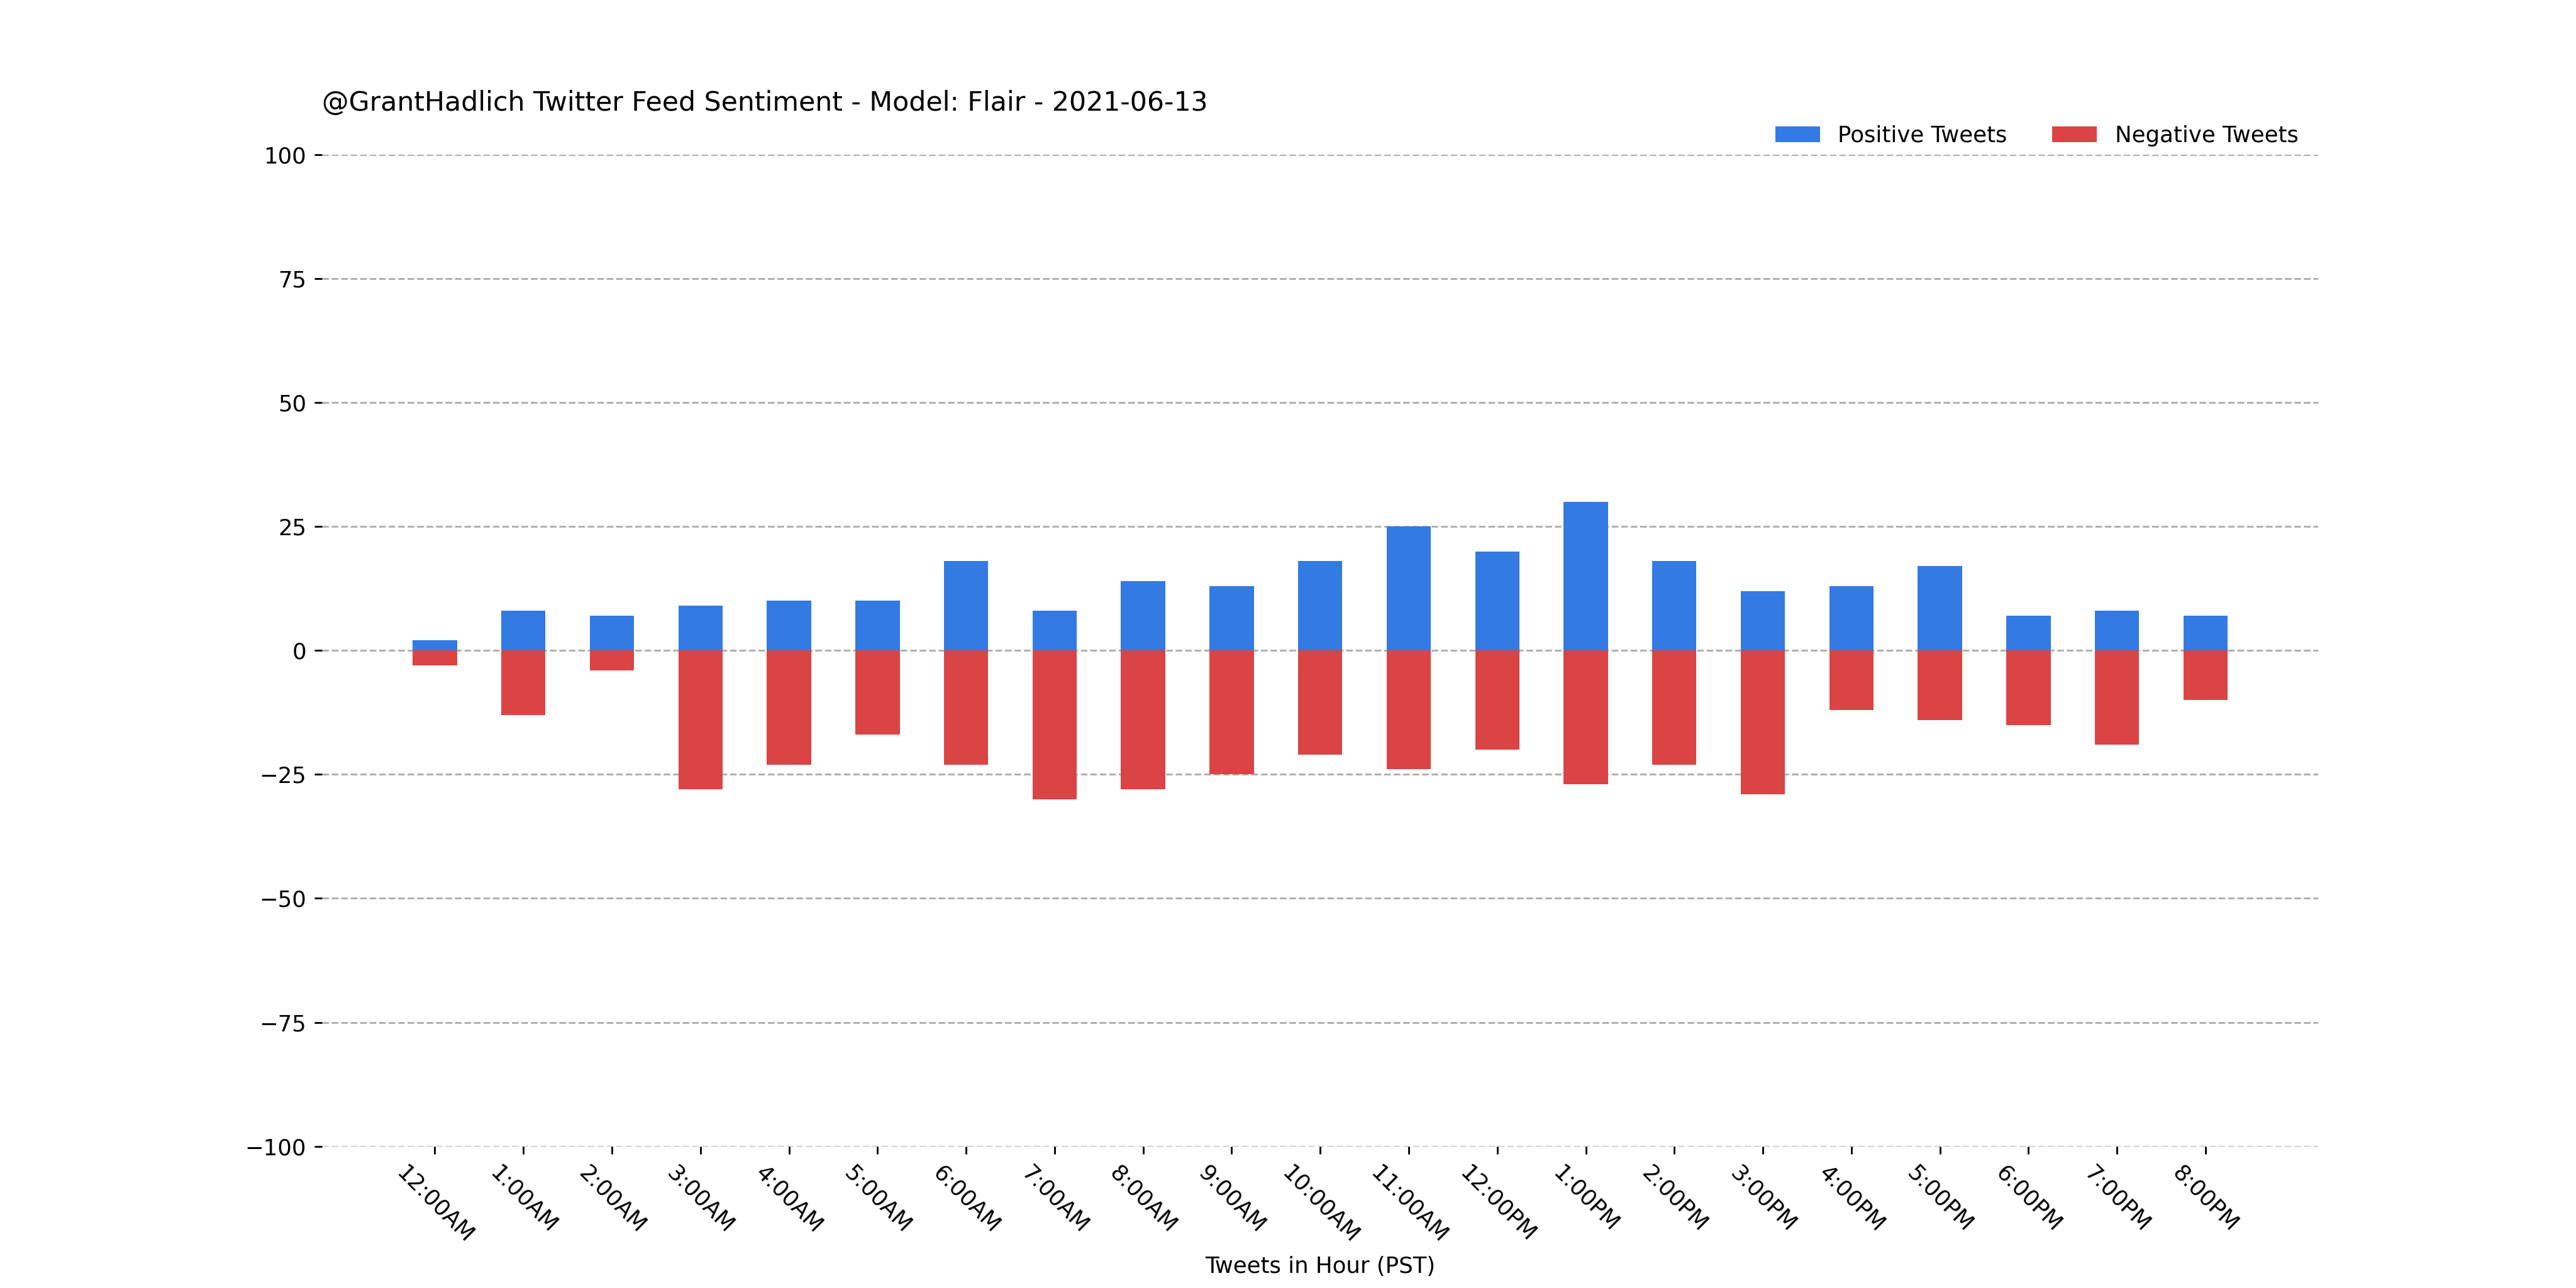 @GrantHadlich Twitter Feed Sentiment - Model: Flair - 2021-06-13
Positive Tweets
Negative Tweets
100
75
50
25
0
−25
−50
−75
−100
12:00AM
1:00AM
2:00AM
3:00AM
4:00AM
5:00AM
6:00AM
7:00AM
8:00AM
9:00AM
10:00AM
11:00AM
12:00PM
1:00PM
2:00PM
3:00PM
4:00PM
5:00PM
6:00PM
7:00PM
8:00PM
Tweets in Hour (PST)